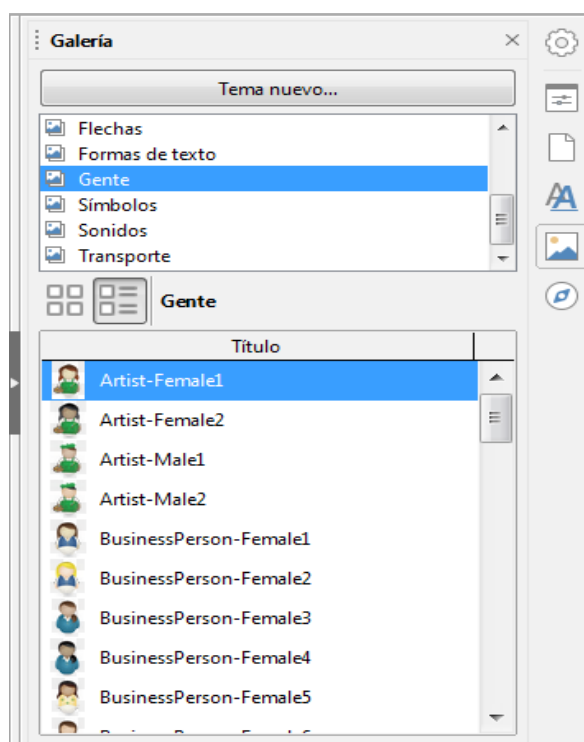 Galería
Tema nuevo...
Flechas
Formas de texto
Gente
Símbolos
Sonidos
Transporte
Gente
Título
Artist-Female1
Artist-Female2
Artist-Male1
Artist-Male2
BusinessPerson-Female1
BusinessPerson-Female2
BusinessPerson-Female3
BusinessPerson-Female4
BusinessPerson-Female5